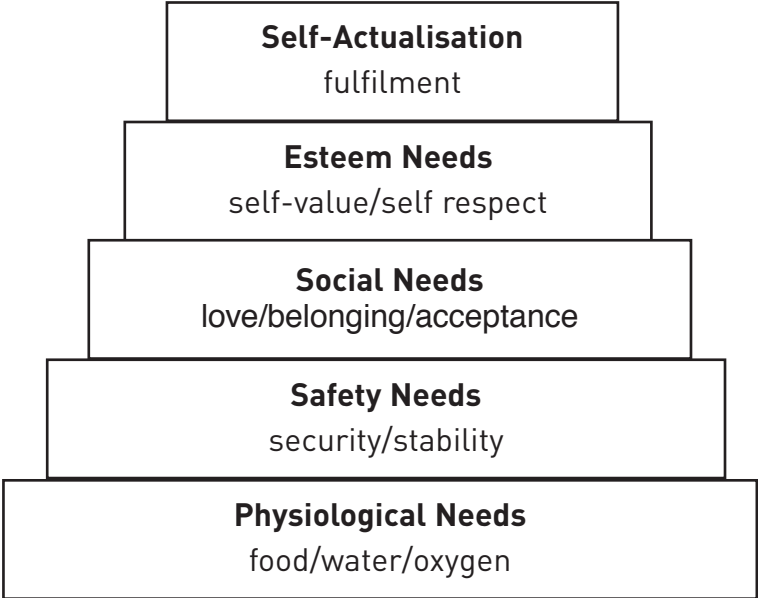 Self-Actualisation
fulfilment
Esteem Needs
self-value/self respect
Social Needs
love/belonging/acceptance
Safety Needs
security/stability
Physiological Needs
food/water/oxygen